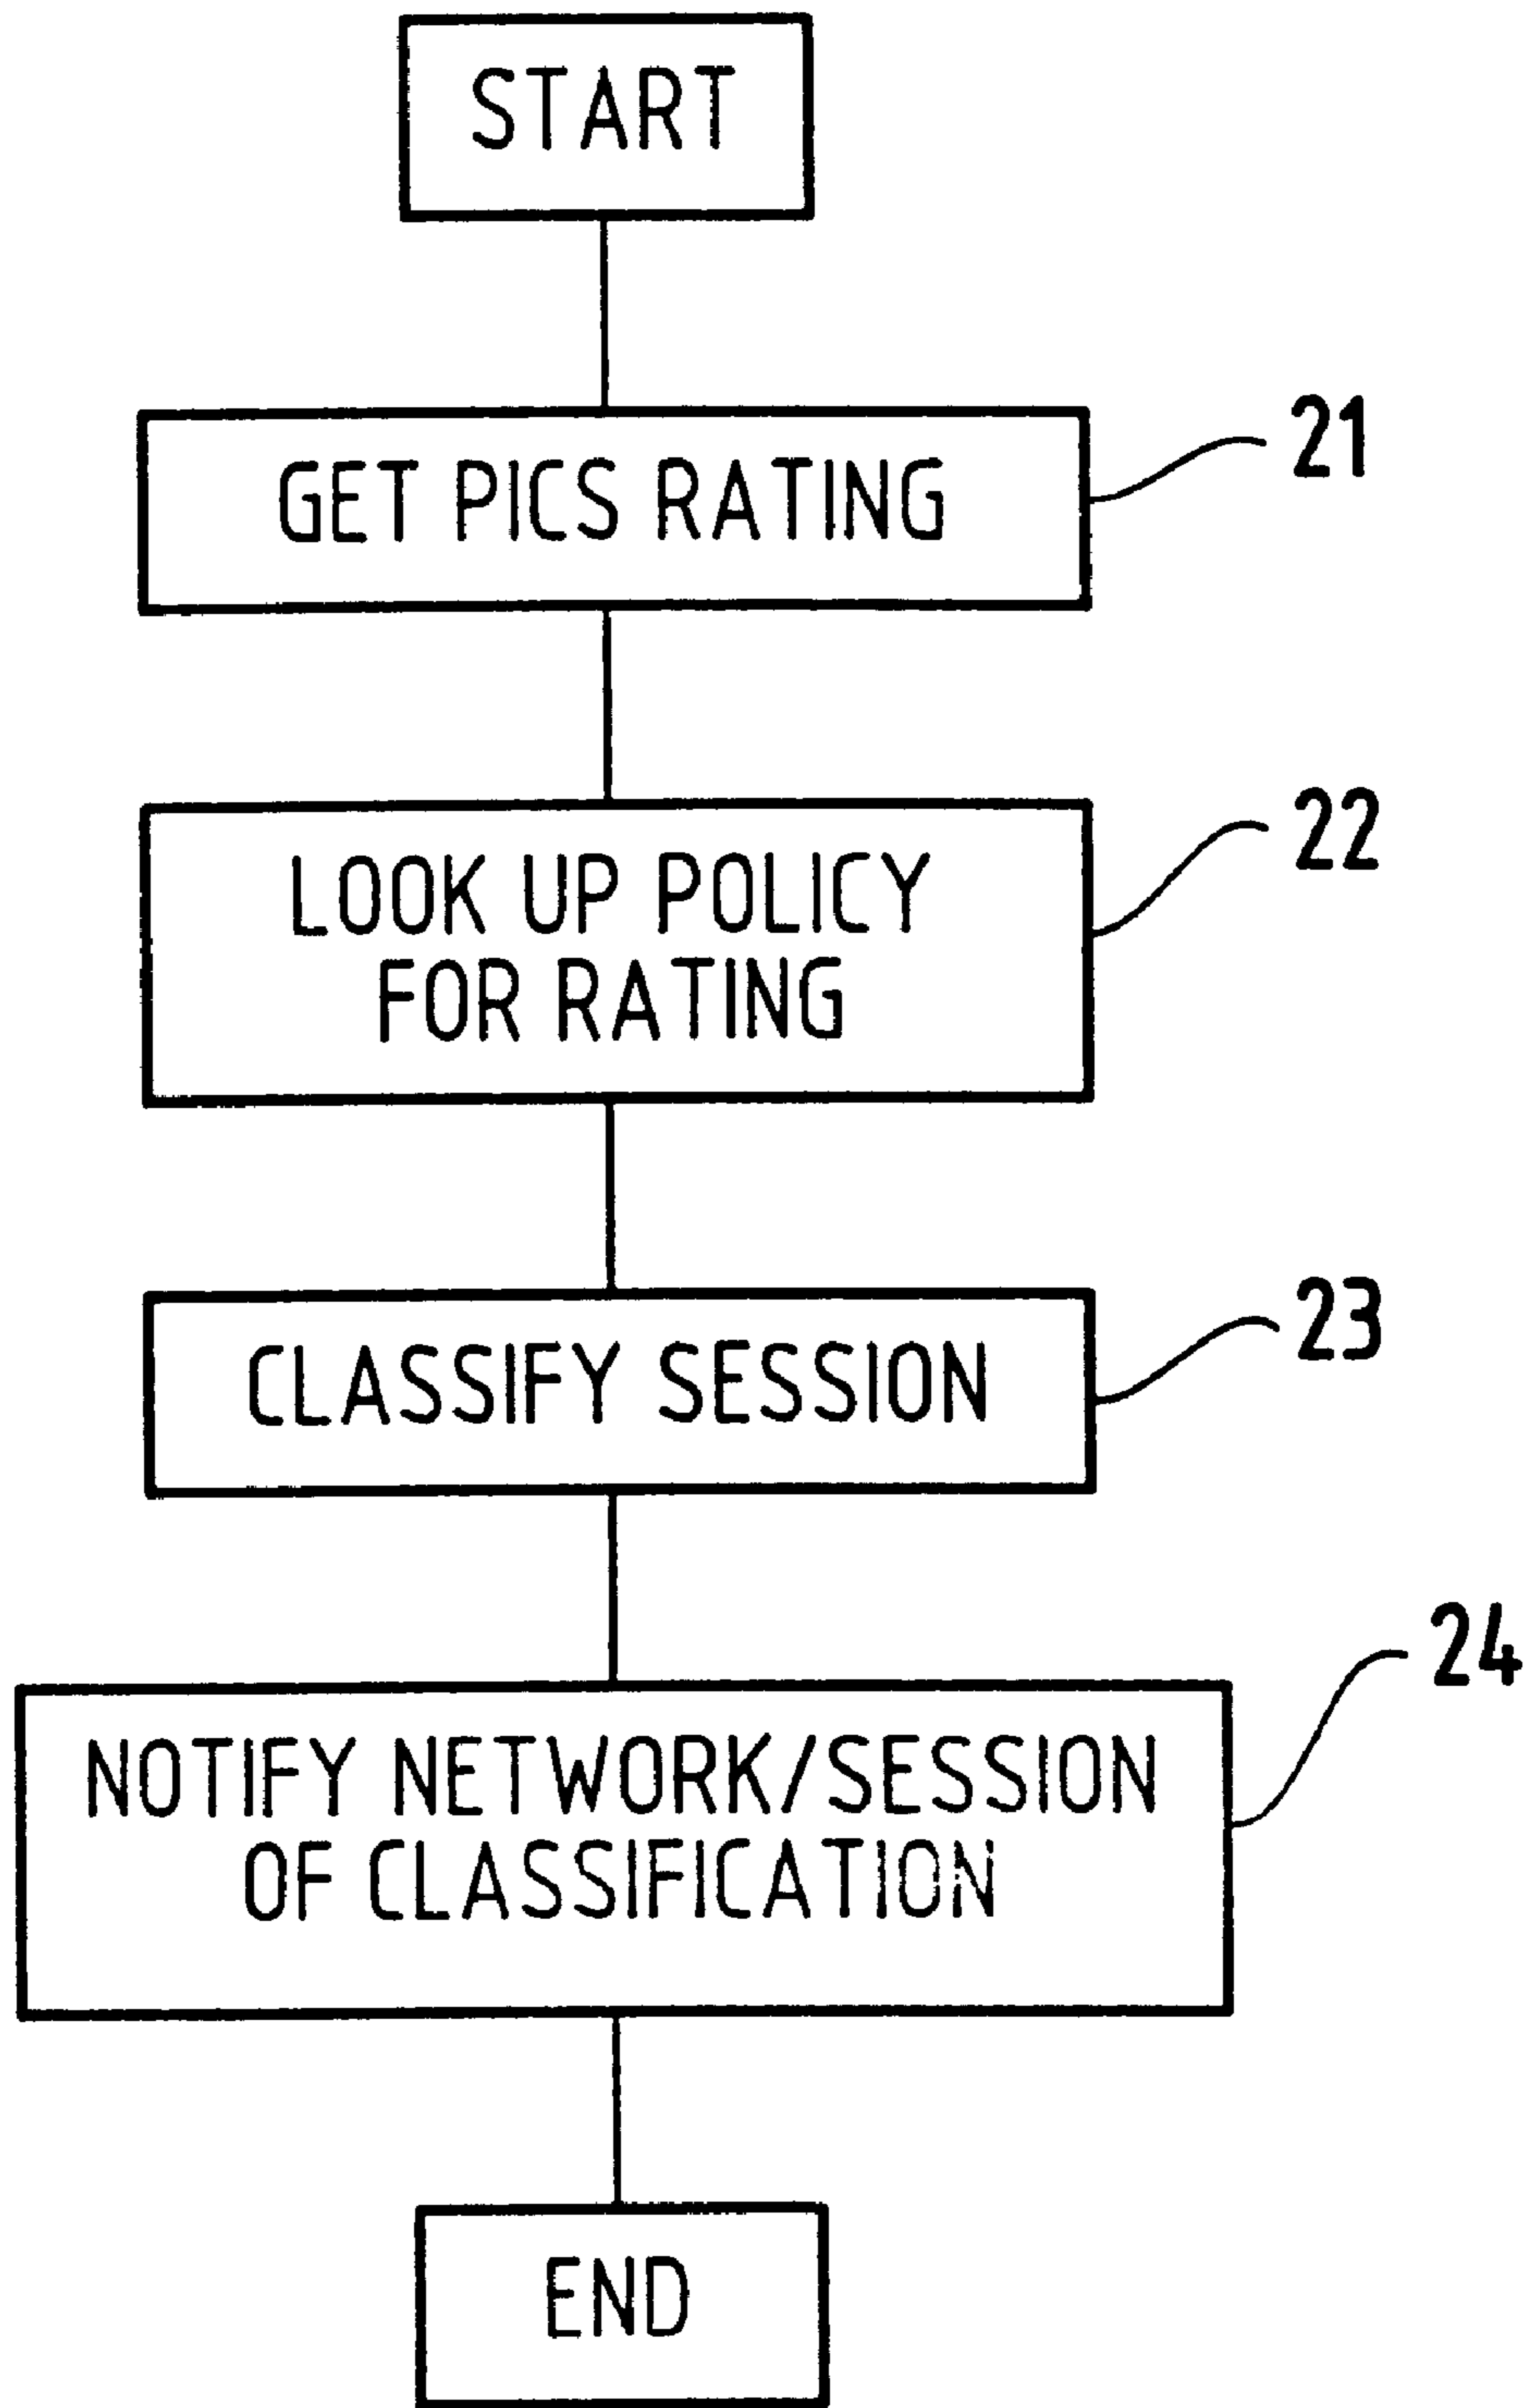 START
GET PICS RATING
21
LOOK UP POLICY
FOR RATING
22
CLASSIFY SESSION
23
NOTIFY NETWORK/SESSION
OF CLASSIFICATION
24
END